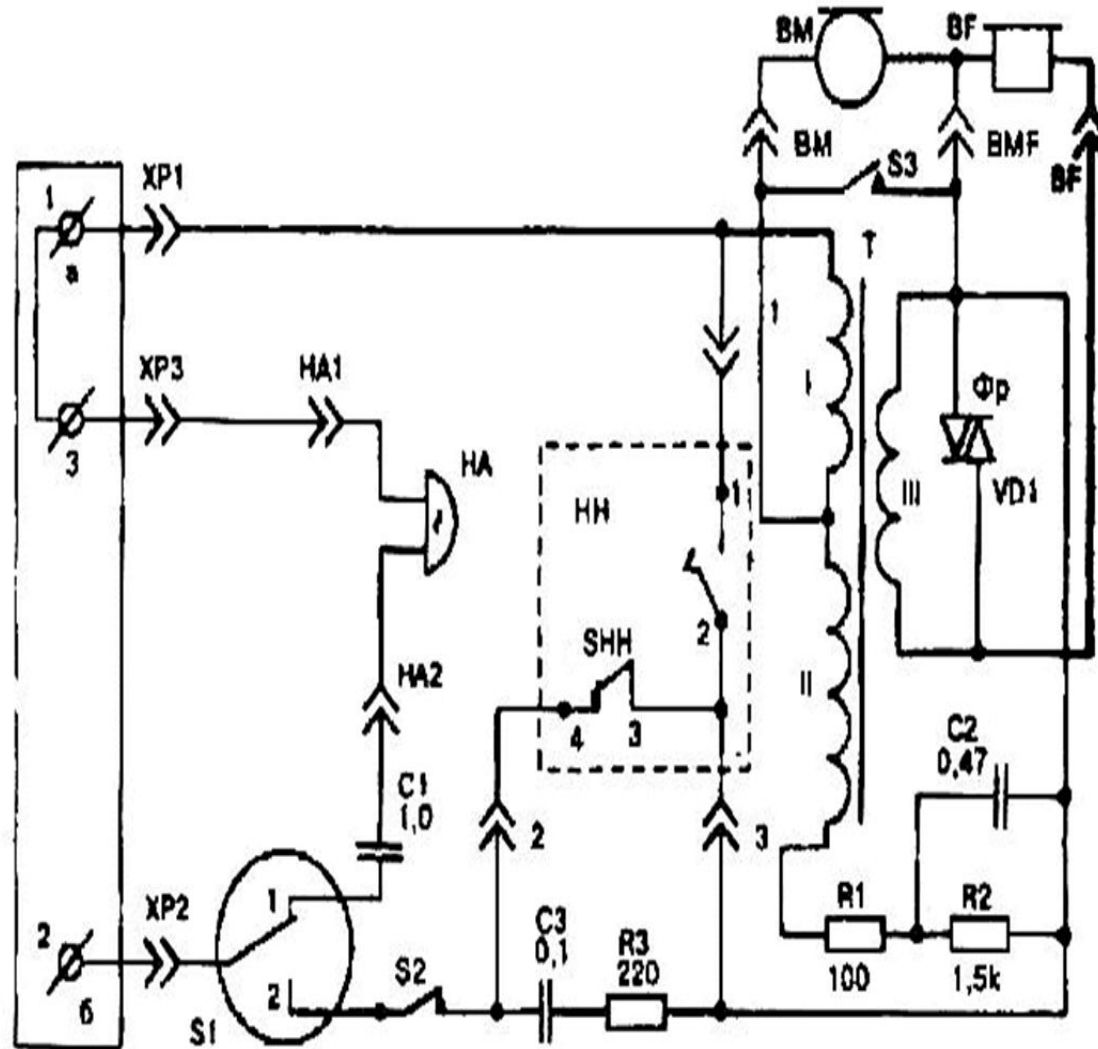 BM
BF
BM
BMF
BF
S3
XP1
1
а
T
1
I
XP3
HA1
3
HA
Фр
VD1
III
HH
1
2
SHH
4
3
II
HA2
C1
1,0
2
3
C2
0,47
1
R1
R2
100
1,5k
XP2
2
б
S1
2
S2
C3
0,1
R3
220